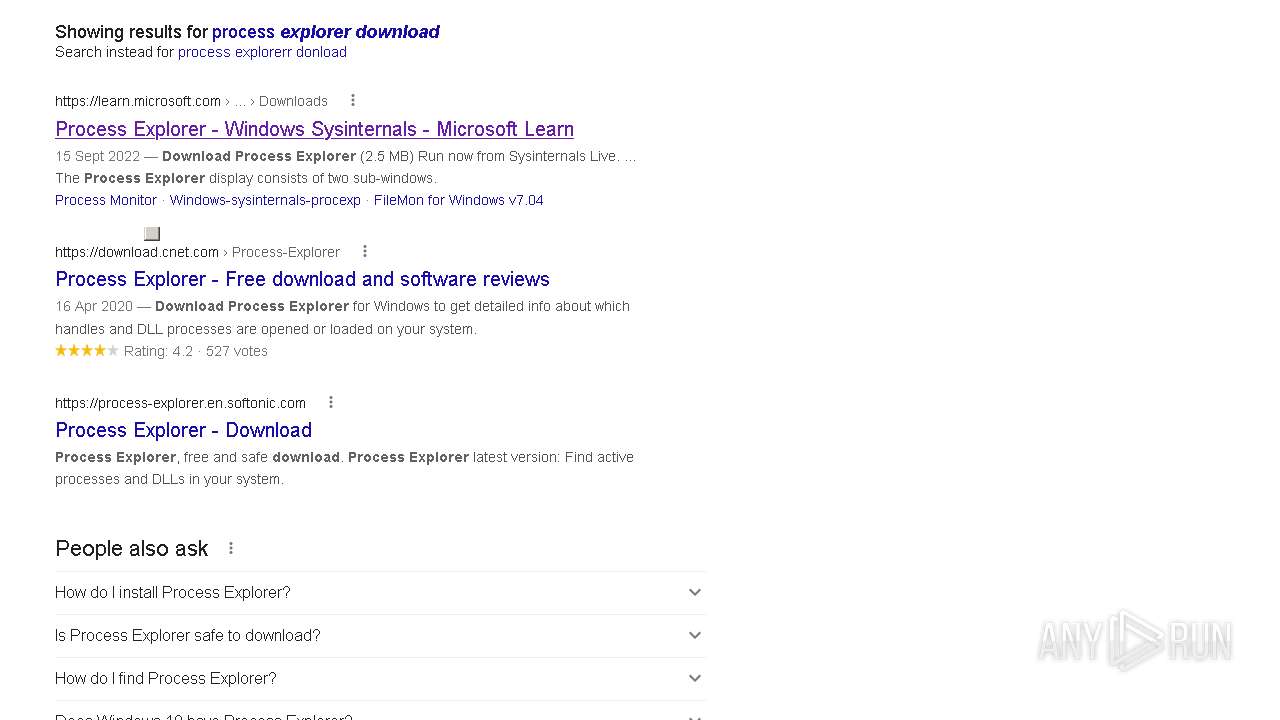 Showing results for process explorer download
Search instead for process explorerr donload
https://learn.microsoft.com › ... › Downloads
Process Explorer - Windows Sysinternals - Microsoft Learn
15 Sept 2022 — Download Process Explorer (2.5 MB) Run now from Sysinternals Live. ...
The Process Explorer display consists of two sub-windows.
Process Monitor · Windows-sysinternals-procexp · FileMon for Windows v7.04
https://download.cnet.com › Process-Explorer
Process Explorer - Free download and software reviews
16 Apr 2020 — Download Process Explorer for Windows to get detailed info about which
handles and DLL processes are opened or loaded on your system.
Rating: 4.2 · 527 votes
https://process-explorer.en.softonic.com
Process Explorer - Download
Process Explorer, free and safe download. Process Explorer latest version: Find active
processes and DLLs in your system.
People also ask
How do I install Process Explorer?
Is Process Explorer safe to download?
How do I find Process Explorer?
Does Windows 10 have Process Explorer?
ANY RUN